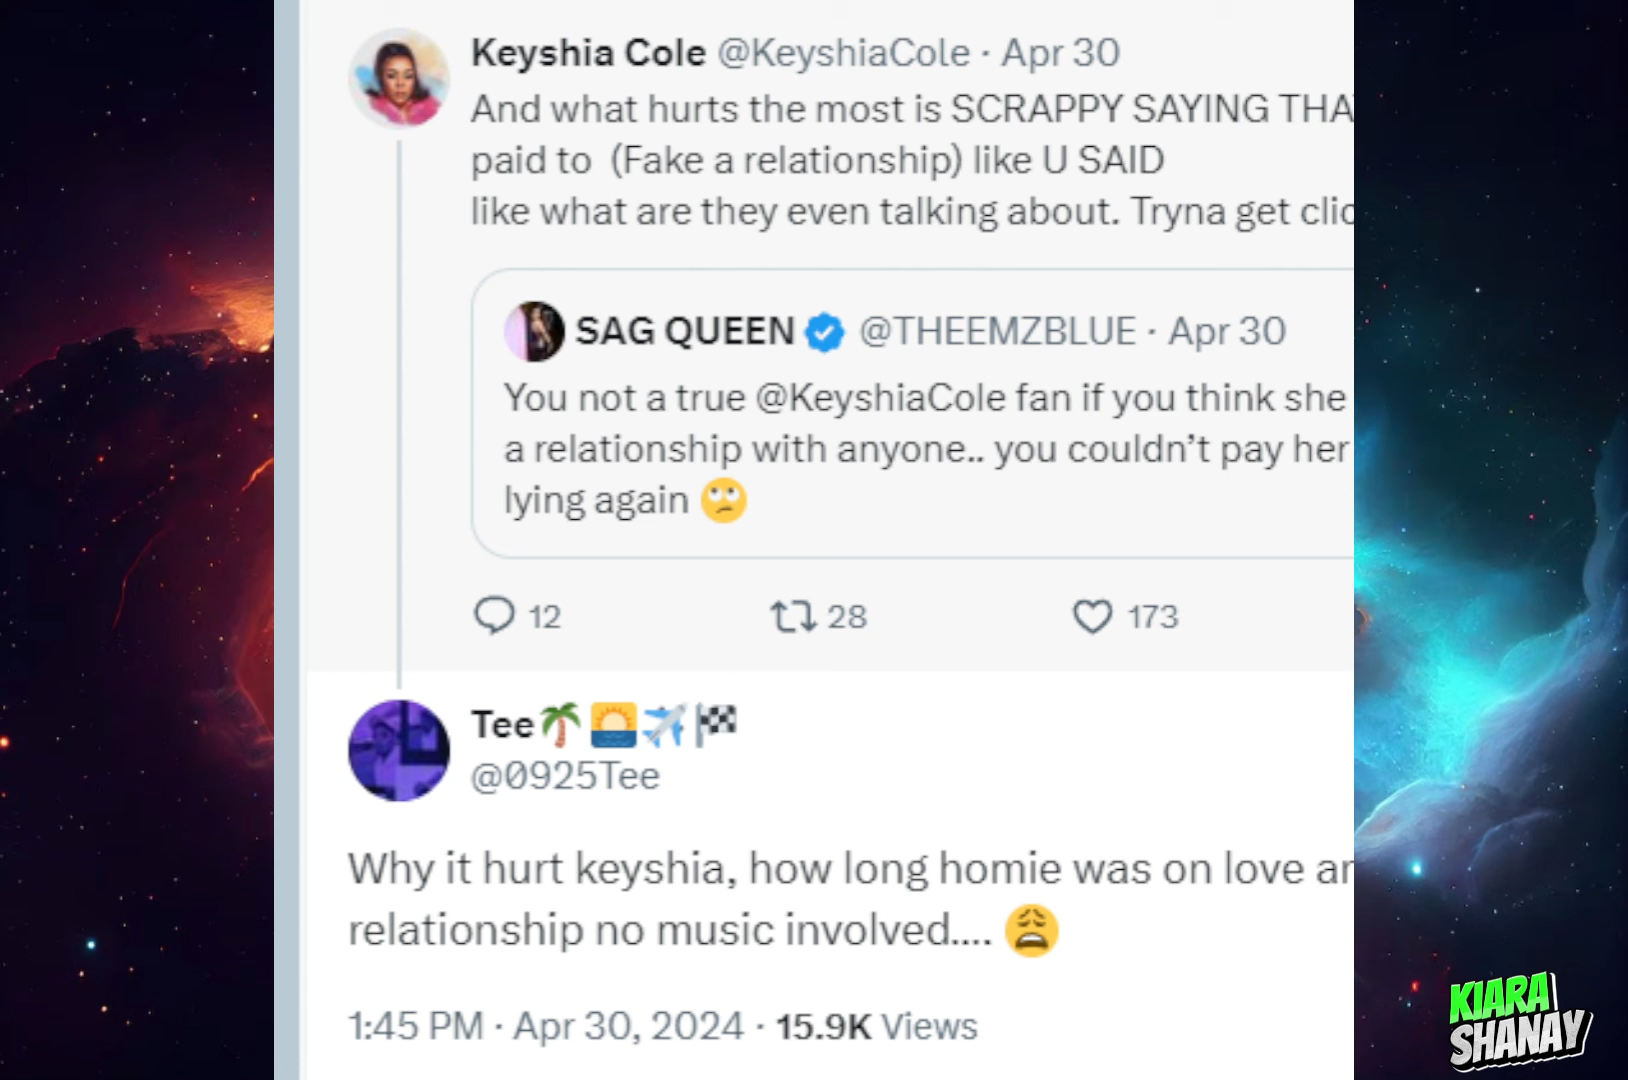 Keyshia Cole @KeyshiaCole · Apr 30
And what hurts the most is SCRAPPY SAYING
paid to (Fake a relationship) like U SAID
like what are they even talking about. Tryna get
SAG QUEEN @THEEMZBLUE · Apr 30
You not a true @KeyshiaCole fan if you think she
a relationship with anyone.. you couldn’t pay her
lying again 🙄
12 28 173
Tee🌴🌅✈️🏁
@0925Tee
Why it hurt keyshia, how long homie was on love
relationship no music involved.... 😩
1:45 PM · Apr 30, 2024 · 15.9K Views
KIARA
SHANAY